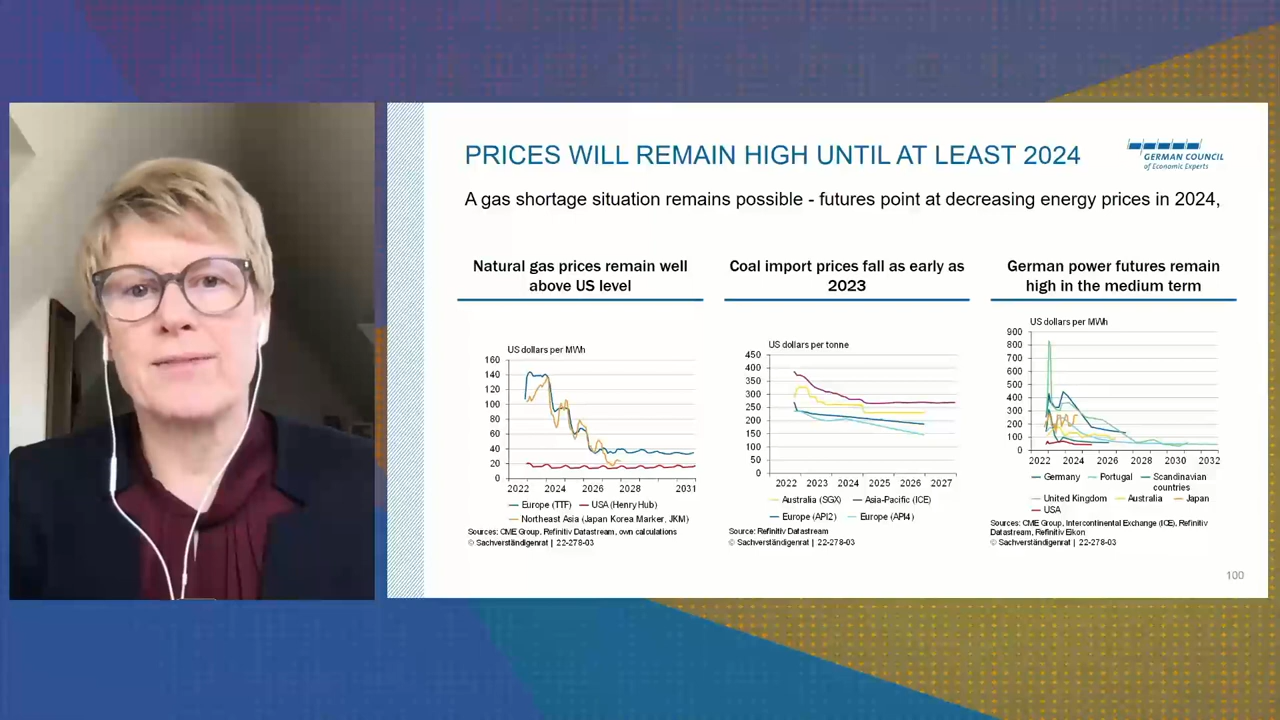 PRICES WILL REMAIN HIGH UNTIL AT LEAST 2024
GERMAN COUNCIL
of Economic Experts
A gas shortage situation remains possible - futures point at decreasing energy prices in 2024,
Natural gas prices remain well
above US level
US dollars per MWh
160
140
120
100
80
60
40
20
0
2022 2024 2026 2028 2031
Europe (TTF) USA (Henry Hub)
Northeast Asia (Japan Korea Marker, JKM)
Sources: CME Group, Refinitiv Datastream, own calculations
© Sachverständigenrat | 22-278-03
Coal import prices fall as early as
2023
US dollars per tonne
450
400
350
300
250
200
150
100
50
0
2022 2023 2024 2025 2026 2027
Australia (SGX) Asia-Pacific (ICE)
Europe (API2) Europe (API4)
Source: Refinitiv Datastream
© Sachverständigenrat | 22-278-03
German power futures remain
high in the medium term
US dollars per MWh
900
800
700
600
500
400
300
200
100
0
2022 2024 2026 2028 2030 2032
Germany Portugal Scandinavian
countries
United Kingdom Australia Japan
USA
Sources: CME Group, Intercontinental Exchange (ICE), Refinitiv
Datastream, Refinitiv Eikon
© Sachverständigenrat | 22-278-03
100